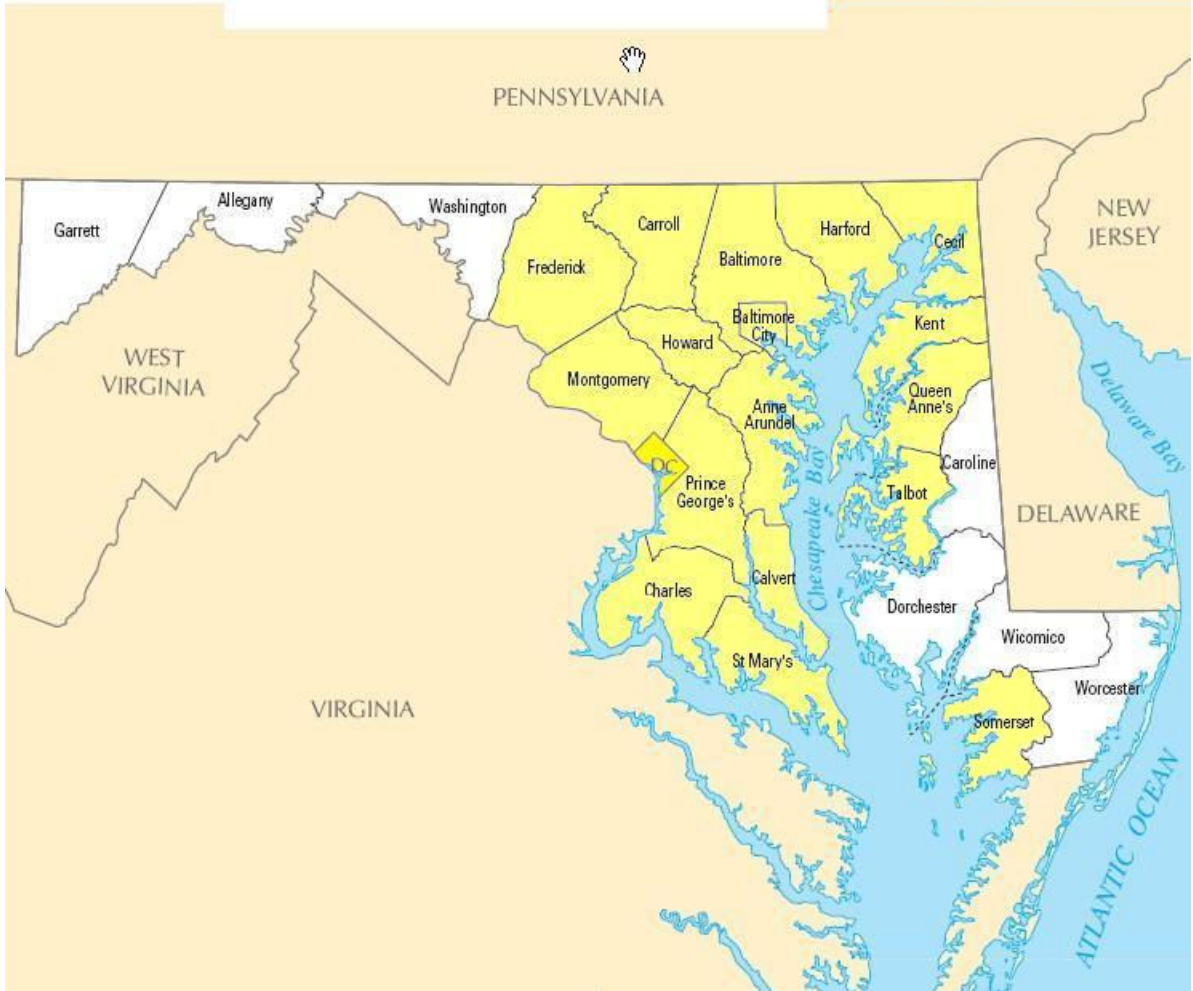 PENNSYLVANIA
Garrett
Allegany
Washington
Frederick
Carroll
Baltimore
Harford
Cecil
NEW
JERSEY
Baltimore
City
Kent
Howard
WEST
VIRGINIA
Montgomery
Queen
Anne's
Anne
Arundel
Delaware Bay
DC
Prince
George's
Caroline
Talbot
DELAWARE
Chesapeake Bay
Charles
Calvert
Dorchester
Wicomico
St Mary's
Worcester
VIRGINIA
Somerset
ATLANTIC OCEAN